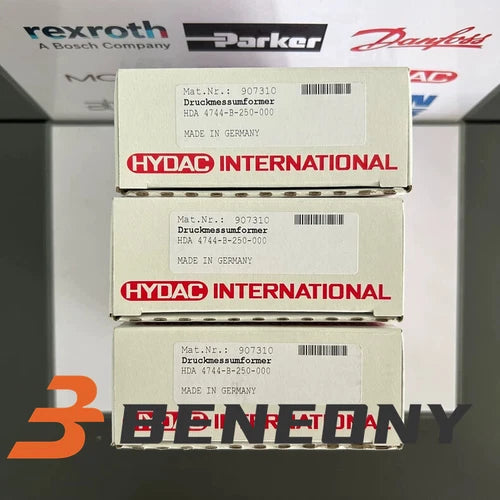 rexroth
A Bosch Company
Parker
Danfoss
Mat.Nr.: 907310
Druckmessumformer
HDA 4744-B-250-000
MADE IN GERMANY
HYDAC INTERNATIONAL
Mat.Nr.: 907310
Druckmessumformer
HDA 4744-B-250-000
MADE IN GERMANY
HYDAC INTERNATIONAL
Mat.Nr.: 907310
Druckmessumformer
HDA 4744-B-250-000
MADE IN GERMANY
HYDAC INTERNATIONAL
BENEONY